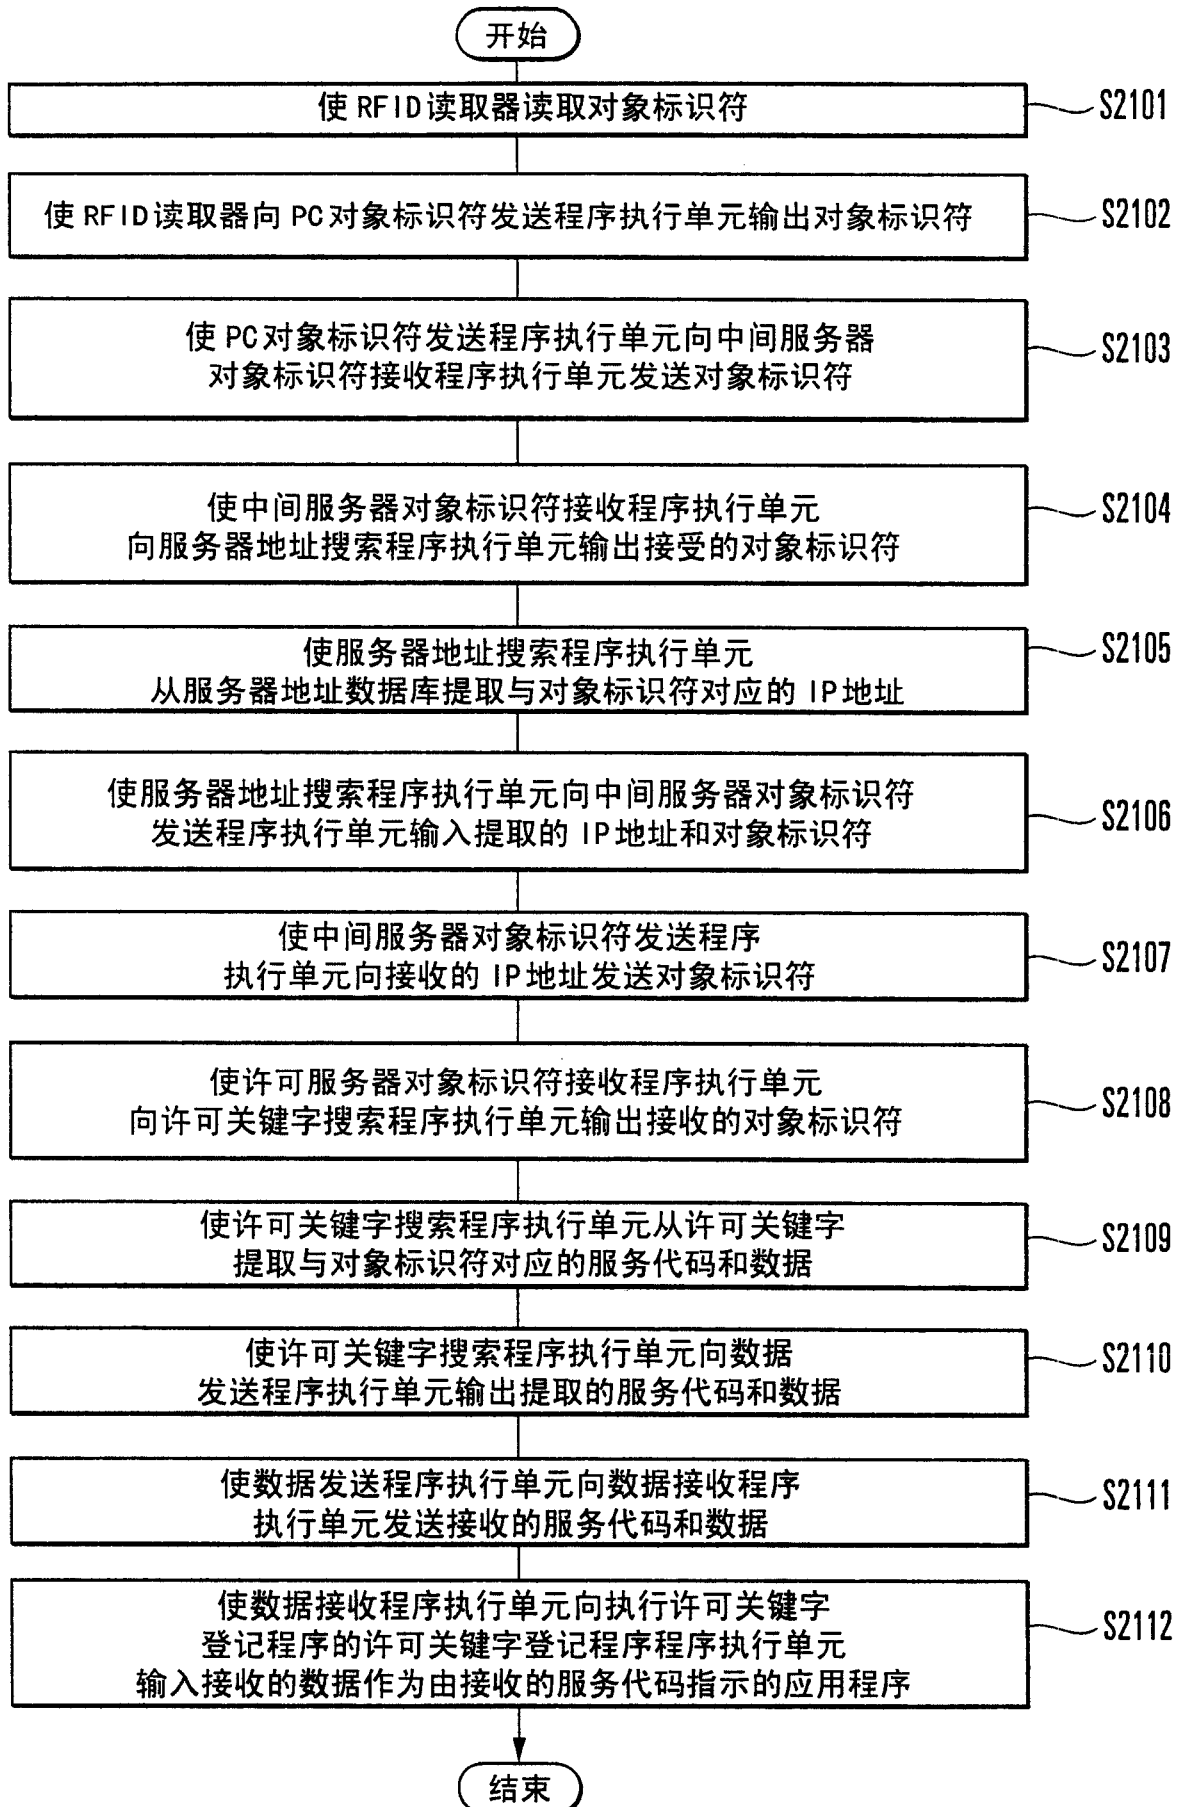 开始
使RFID读取器读取对象标识符
S2101
使RFID读取器向PC对象标识符发送程序执行单元输出对象标识符
S2102
使PC对象标识符发送程序执行单元向中间服务器
对象标识符接收程序执行单元发送对象标识符
S2103
使中间服务器对象标识符接收程序执行单元
向服务器地址搜索程序执行单元输出接受的对象标识符
S2104
使服务器地址搜索程序执行单元
从服务器地址数据库提取与对象标识符对应的IP地址
S2105
使服务器地址搜索程序执行单元向中间服务器对象标识符
发送程序执行单元输入提取的IP地址和对象标识符
S2106
使中间服务器对象标识符发送程序
执行单元向接收的IP地址发送对象标识符
S2107
使许可服务器对象标识符接收程序执行单元
向许可关键字搜索程序执行单元输出接收的对象标识符
S2108
使许可关键字搜索程序执行单元从许可关键字
提取与对象标识符对应的服务代码和数据
S2109
使许可关键字搜索程序执行单元向数据
发送程序执行单元输出提取的服务代码和数据
S2110
使数据发送程序执行单元向数据接收程序
执行单元发送接收的服务代码和数据
S2111
使数据接收程序执行单元向执行许可关键字
登记程序的许可关键字登记程序程序执行单元
输入接收的数据作为由接收的服务代码指示的应用程序
S2112
结束